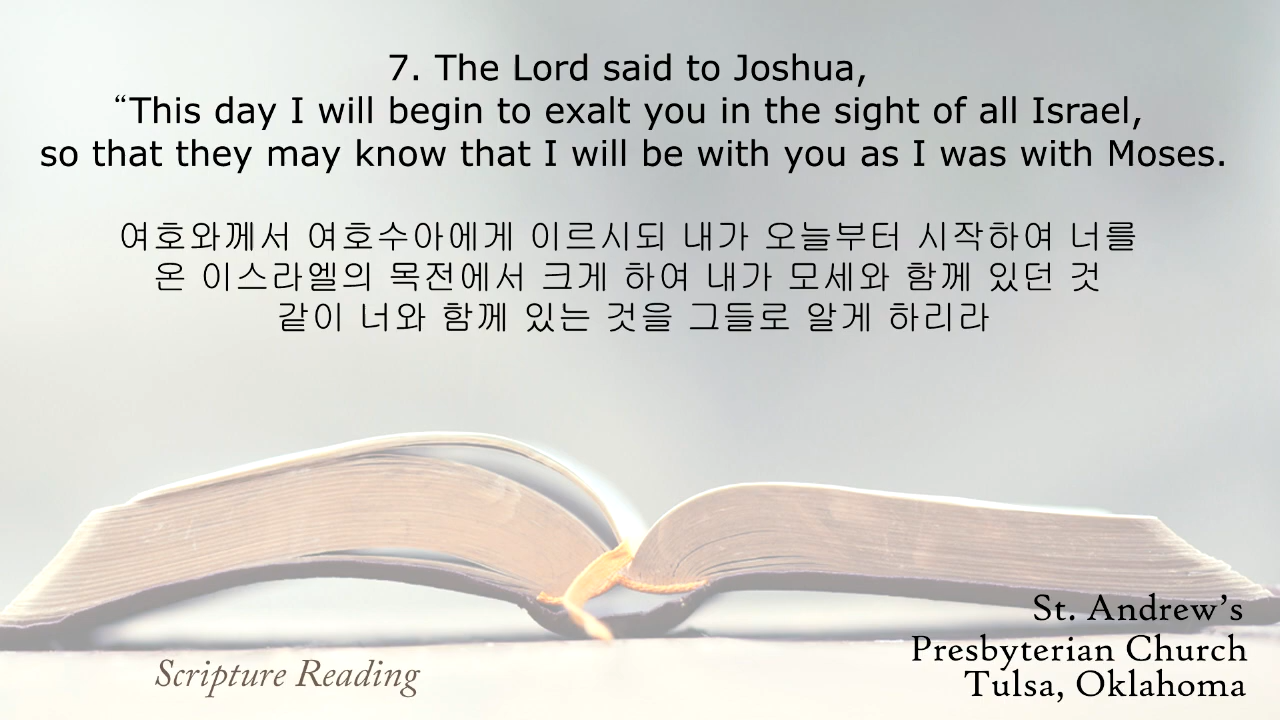 7. The Lord said to Joshua,
“This day I will begin to exalt you in the sight of all Israel,
so that they may know that I will be with you as I was with Moses.
여호와께서 여호수아에게 이르시되 내가 오늘부터 시작하여 너를
온 이스라엘의 목전에서 크게 하여 내가 모세와 함께 있던 것
같이 너와 함께 있는 것을 그들로 알게 하리라
St. Andrew’s
Presbyterian Church
Tulsa, Oklahoma
Scripture Reading